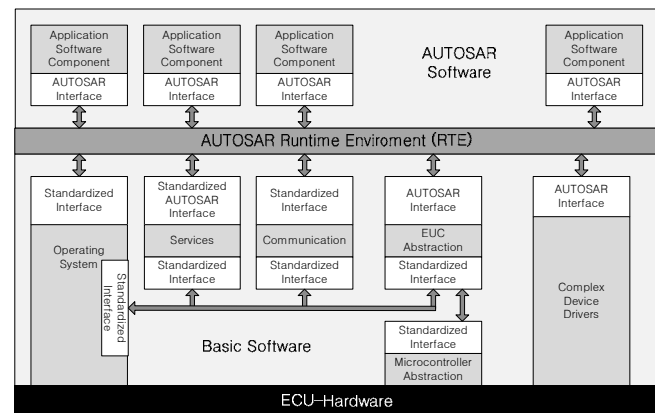 Application
Software
Component
AUTOSAR
Interface
Application
Software
Component
AUTOSAR
Interface
Application
Software
Component
AUTOSAR
Interface
AUTOSAR
Software
Application
Software
Component
AUTOSAR
Interface
AUTOSAR Runtime Enviroment (RTE)
Standardized
Interface
Operating
System
Standardized
Interface
Standardized
AUTOSAR
Interface
Services
Standardized
Interface
Standardized
Interface
Communication
Standardized
Interface
AUTOSAR
Interface
EUC
Abstraction
Standardized
Interface
Standardized
Interface
Microcontroller
Abstraction
AUTOSAR
Interface
Complex
Device
Drivers
Basic Software
ECU-Hardware